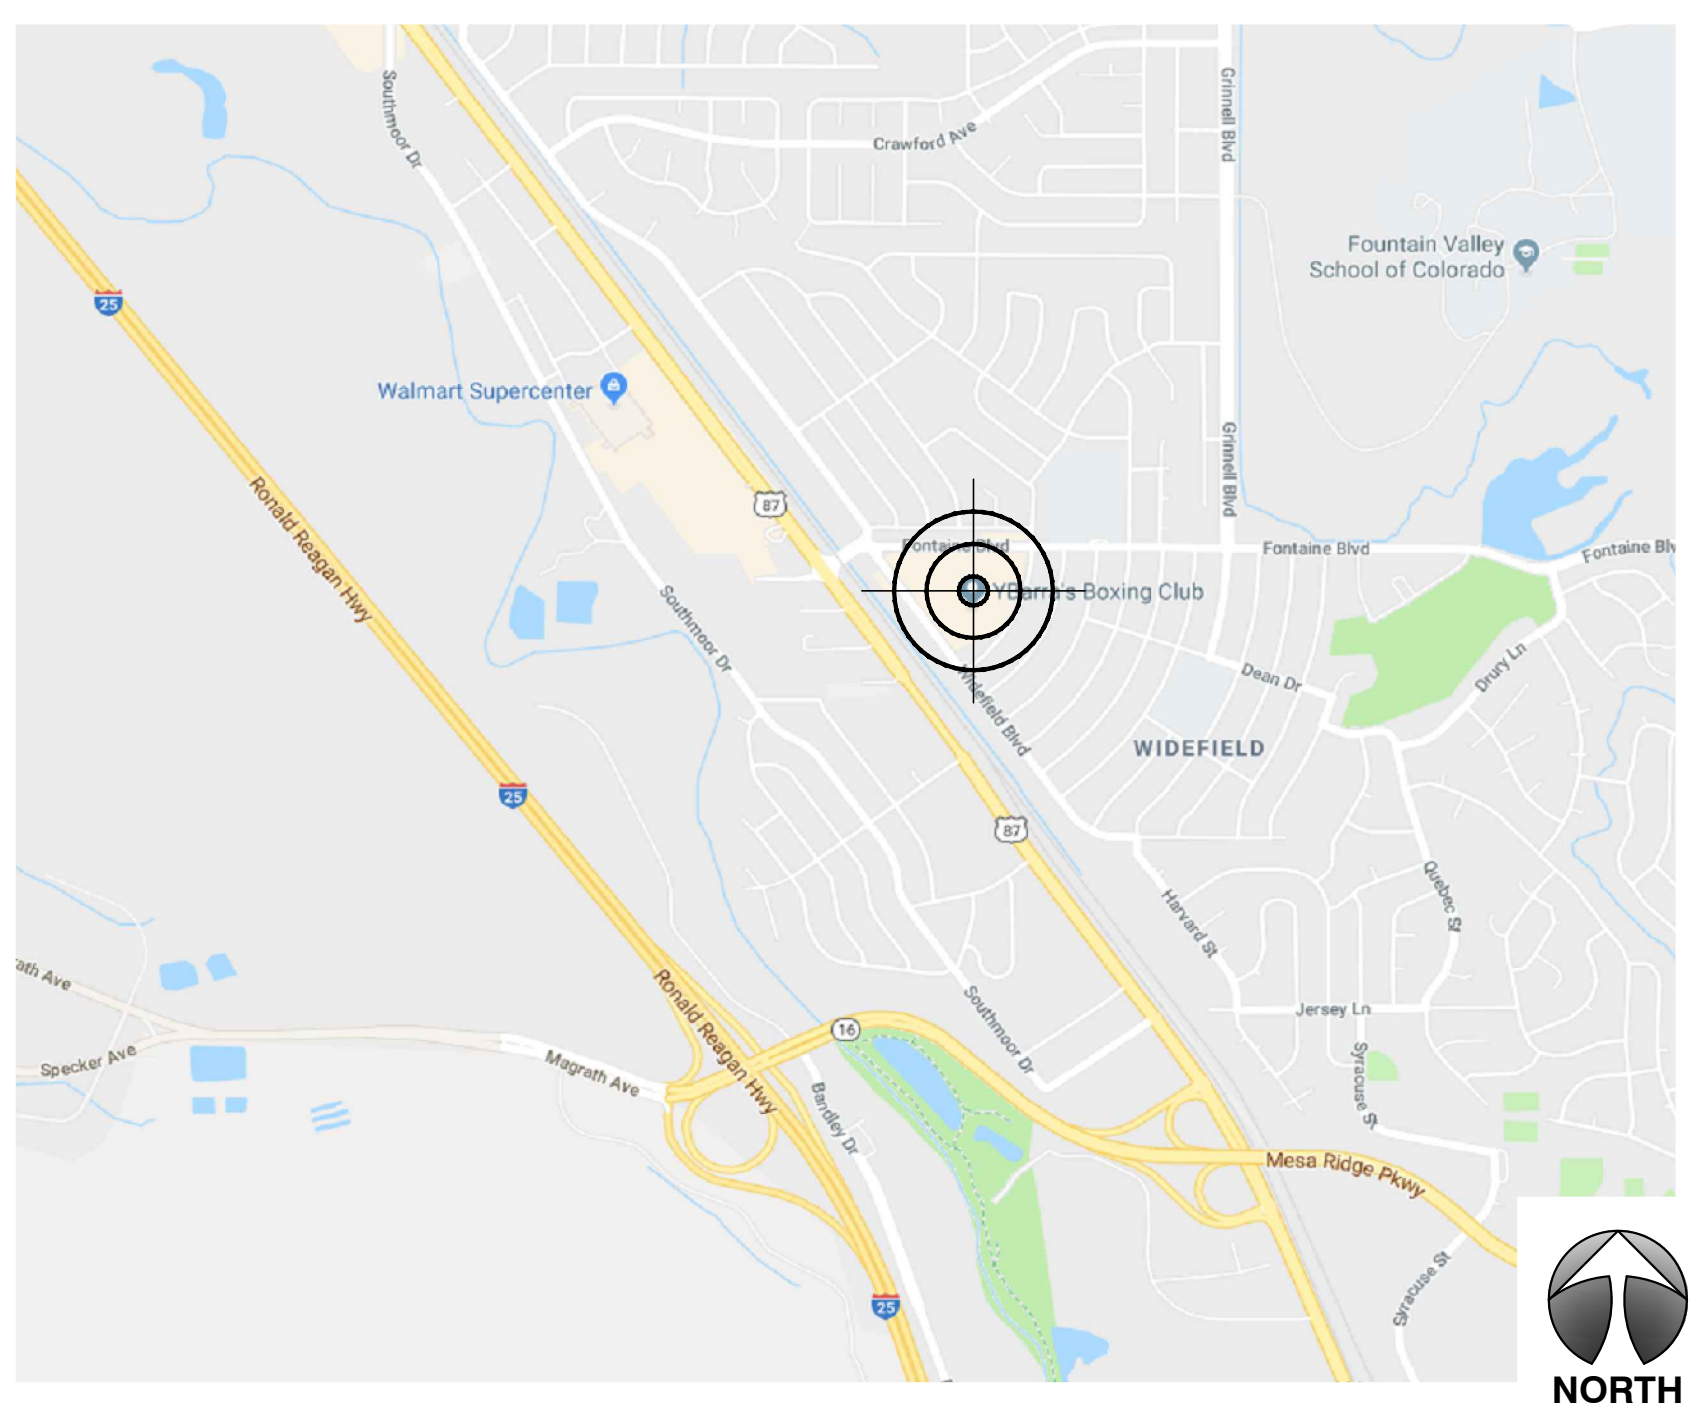 Southmoor Dr
Crawford Ave
Grinnell Blvd
Fountain Valley
School of Colorado
25
Walmart Supercenter
Grinnell Blvd
87
Ronald Reagan Hwy
Fontaine Blvd
Fontaine Blvd
Fontaine Blv
YBarra's Boxing Club
Southmoor Dr
Dean Dr
Drury Ln
Widefield Blvd
WIDEFIELD
25
87
Quebec St
Harvard St
ath Ave
Ronald Reagan Hwy
Southmoor Dr
Jersey Ln
16
Specker Ave
Magrath Ave
Syracuse St
Bandley Dr
Mesa Ridge Pkwy
Syracuse St
25
NORTH